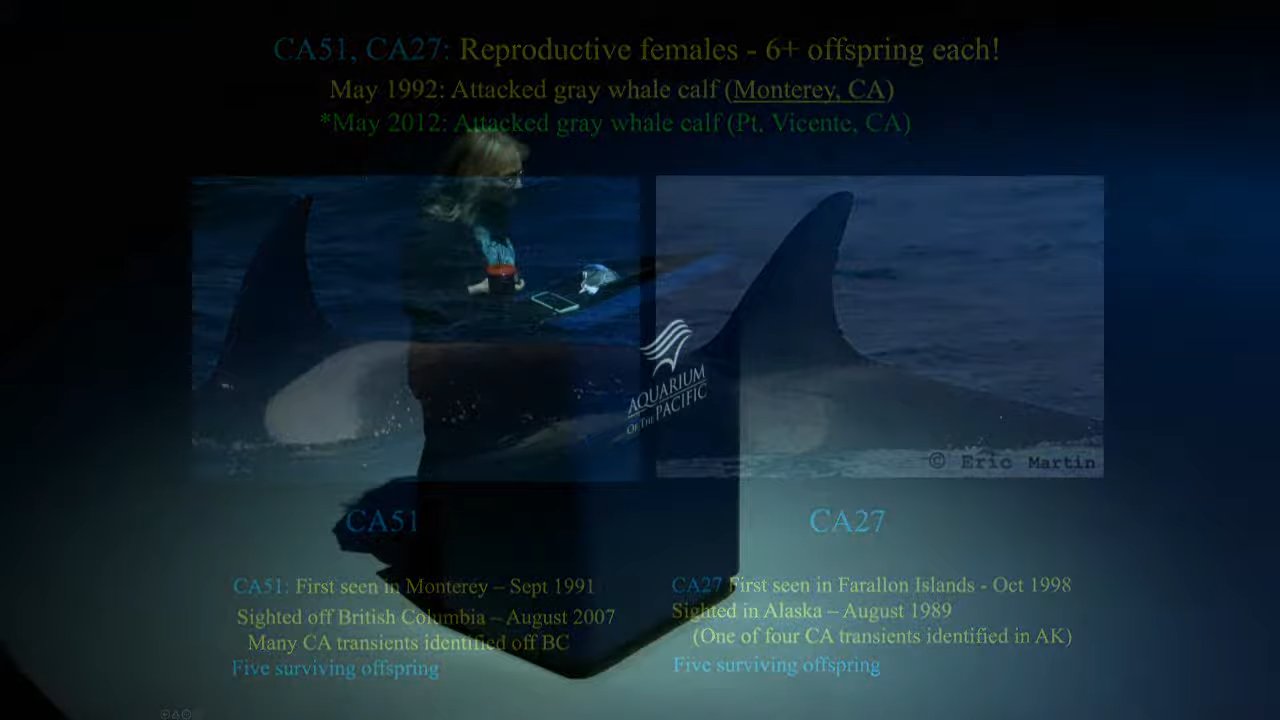 CA51, CA27: Reproductive females - 6+ offspring each!
May 1992: Attacked gray whale calf (Monterey, CA)
*May 2012: Attacked gray whale calf (Pt. Vicente, CA)
AQUARIUM
OF THE PACIFIC
© Eric Martin
CA51
CA27
CA51: First seen in Monterey – Sept 1991
Sighted off British Columbia – August 2007
Many CA transients identified off BC
Five surviving offspring
CA27 First seen in Farallon Islands - Oct 1998
Sighted in Alaska – August 1989
(One of four CA transients identified in AK)
Five surviving offspring